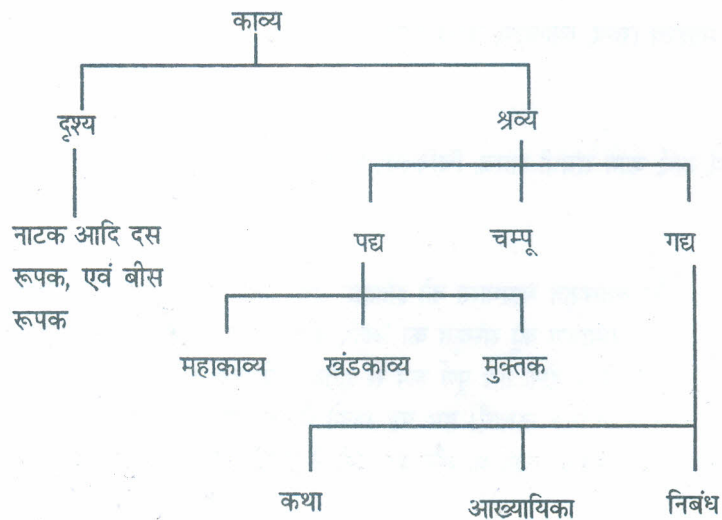 काव्य
दृश्य
श्रव्य
नाटक आदि दस
रूपक, एवं बीस
रूपक
पद्य
चम्पू
गद्य
महाकाव्य
खंडकाव्य
मुक्तक
कथा
आख्यायिका
निबंध